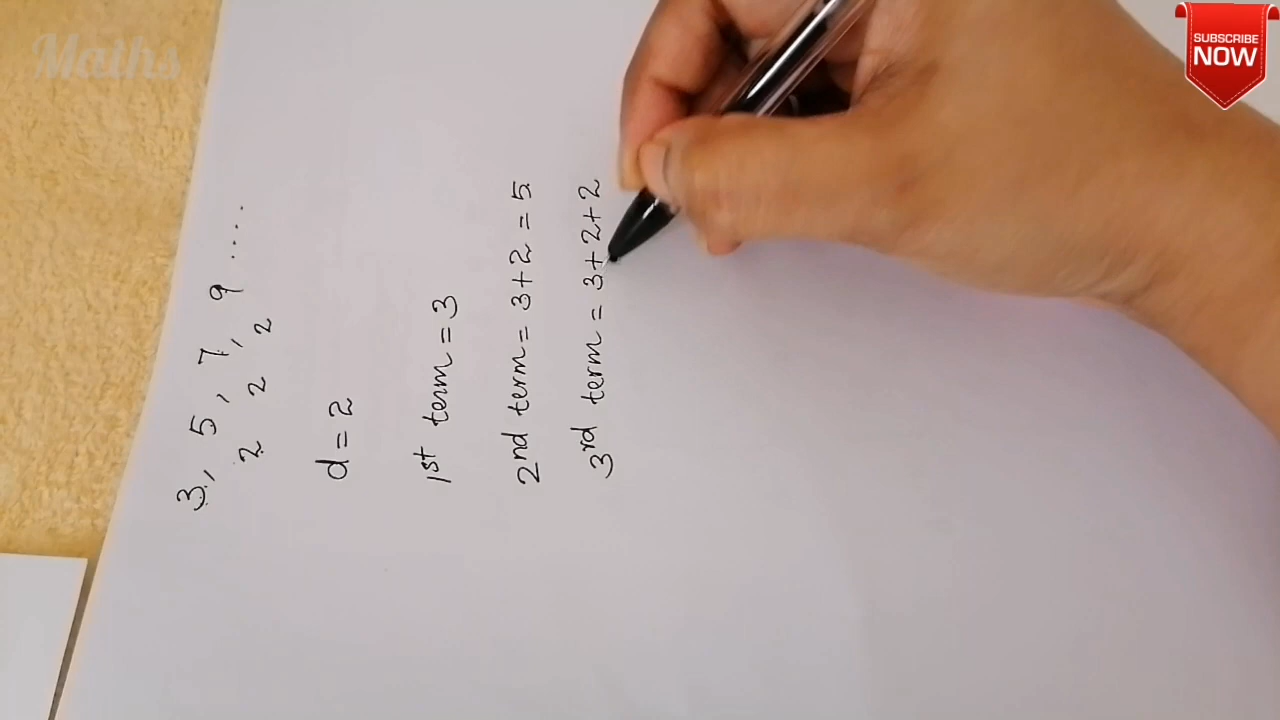 Maths
SUBSCRIBE
NOW
3, 5, 7, 9 ....
2 2 2
d = 2
1st term = 3
2nd term = 3+2 = 5
3rd term = 3+2+2